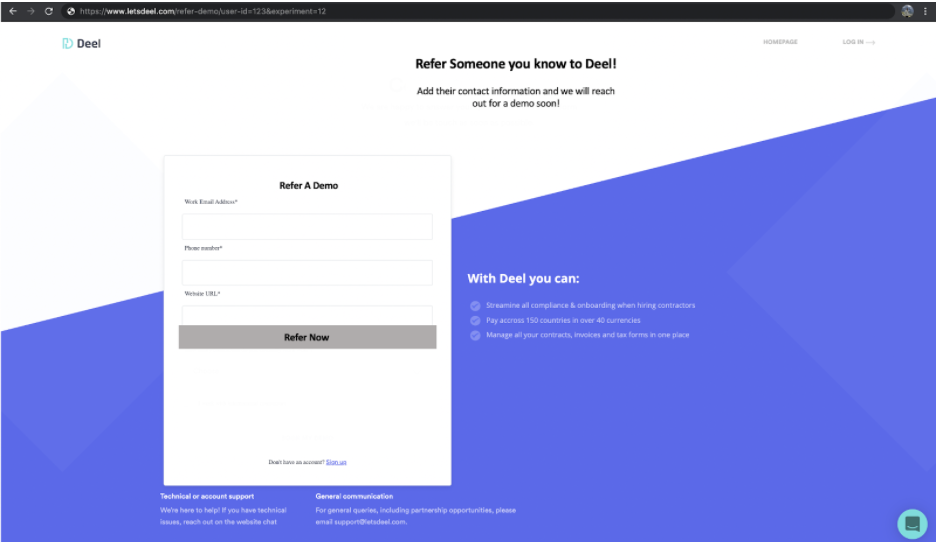 https://www.letsdeel.com/refer-demo/user-id=123&experiment=12
Deel
HOMEPAGE
LOG IN
Refer Someone you know to Deel!
Add their contact information and we will reach
out for a demo soon!
Refer A Demo
Work Email Address*
Phone number*
Website URL*
Refer Now
Don't have an account? Sign up
With Deel you can:
Streamine all compliance & onboarding when hiring contractors
Pay accross 150 countries in over 40 currencies
Manage all your contracts, invoices and tax forms in one place
Technical or account support
We're here to help! If you have technical
issues, reach out on the website chat
General communication
For general queries, including partnership opportunities, please
email support@letsdeel.com.